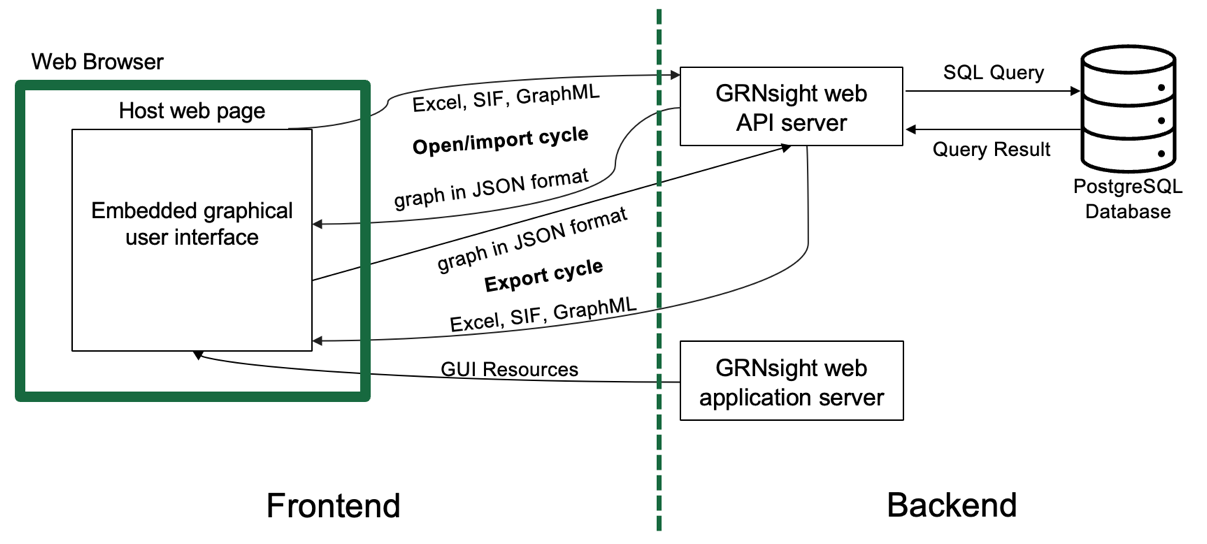 Web Browser
Host web page
Embedded graphical
user interface
Excel, SIF, GraphML
Open/import cycle
graph in JSON format
graph in JSON format
Export cycle
Excel, SIF, GraphML
GUI Resources
GRNsight web
API server
SQL Query
Query Result
PostgreSQL
Database
GRNsight web
application server
Frontend
Backend